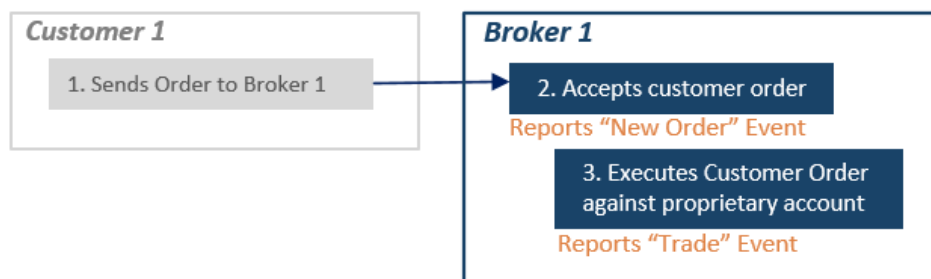 Customer 1
1. Sends Order to Broker 1
Broker 1
2. Accepts customer order
Reports “New Order” Event
3. Executes Customer Order
against proprietary account
Reports “Trade” Event